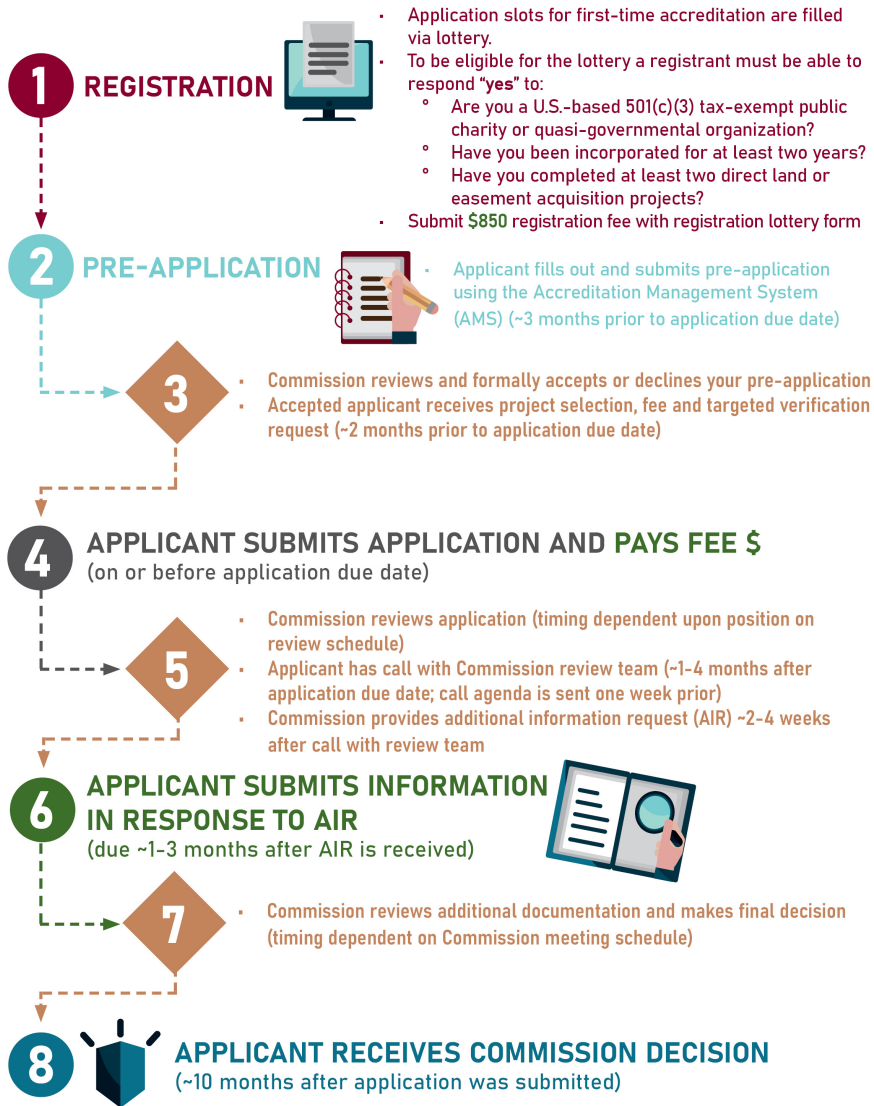 1 REGISTRATION
· Application slots for first-time accreditation are filled
via lottery.
· To be eligible for the lottery a registrant must be able to
respond “yes” to:
° Are you a U.S.-based 501(c)(3) tax-exempt public
charity or quasi-governmental organization?
° Have you been incorporated for at least two years?
° Have you completed at least two direct land or
easement acquisition projects?
· Submit $850 registration fee with registration lottery form
2 PRE-APPLICATION
· Applicant fills out and submits pre-application
using the Accreditation Management System
(AMS) (~3 months prior to application due date)
3
· Commission reviews and formally accepts or declines your pre-application
· Accepted applicant receives project selection, fee and targeted verification
request (~2 months prior to application due date)
4 APPLICANT SUBMITS APPLICATION AND PAYS FEE $
(on or before application due date)
5
· Commission reviews application (timing dependent upon position on
review schedule)
· Applicant has call with Commission review team (~1-4 months after
application due date; call agenda is sent one week prior)
· Commission provides additional information request (AIR) ~2-4 weeks
after call with review team
6 APPLICANT SUBMITS INFORMATION
IN RESPONSE TO AIR
(due ~1-3 months after AIR is received)
7
· Commission reviews additional documentation and makes final decision
(timing dependent on Commission meeting schedule)
8 APPLICANT RECEIVES COMMISSION DECISION
(~10 months after application was submitted)